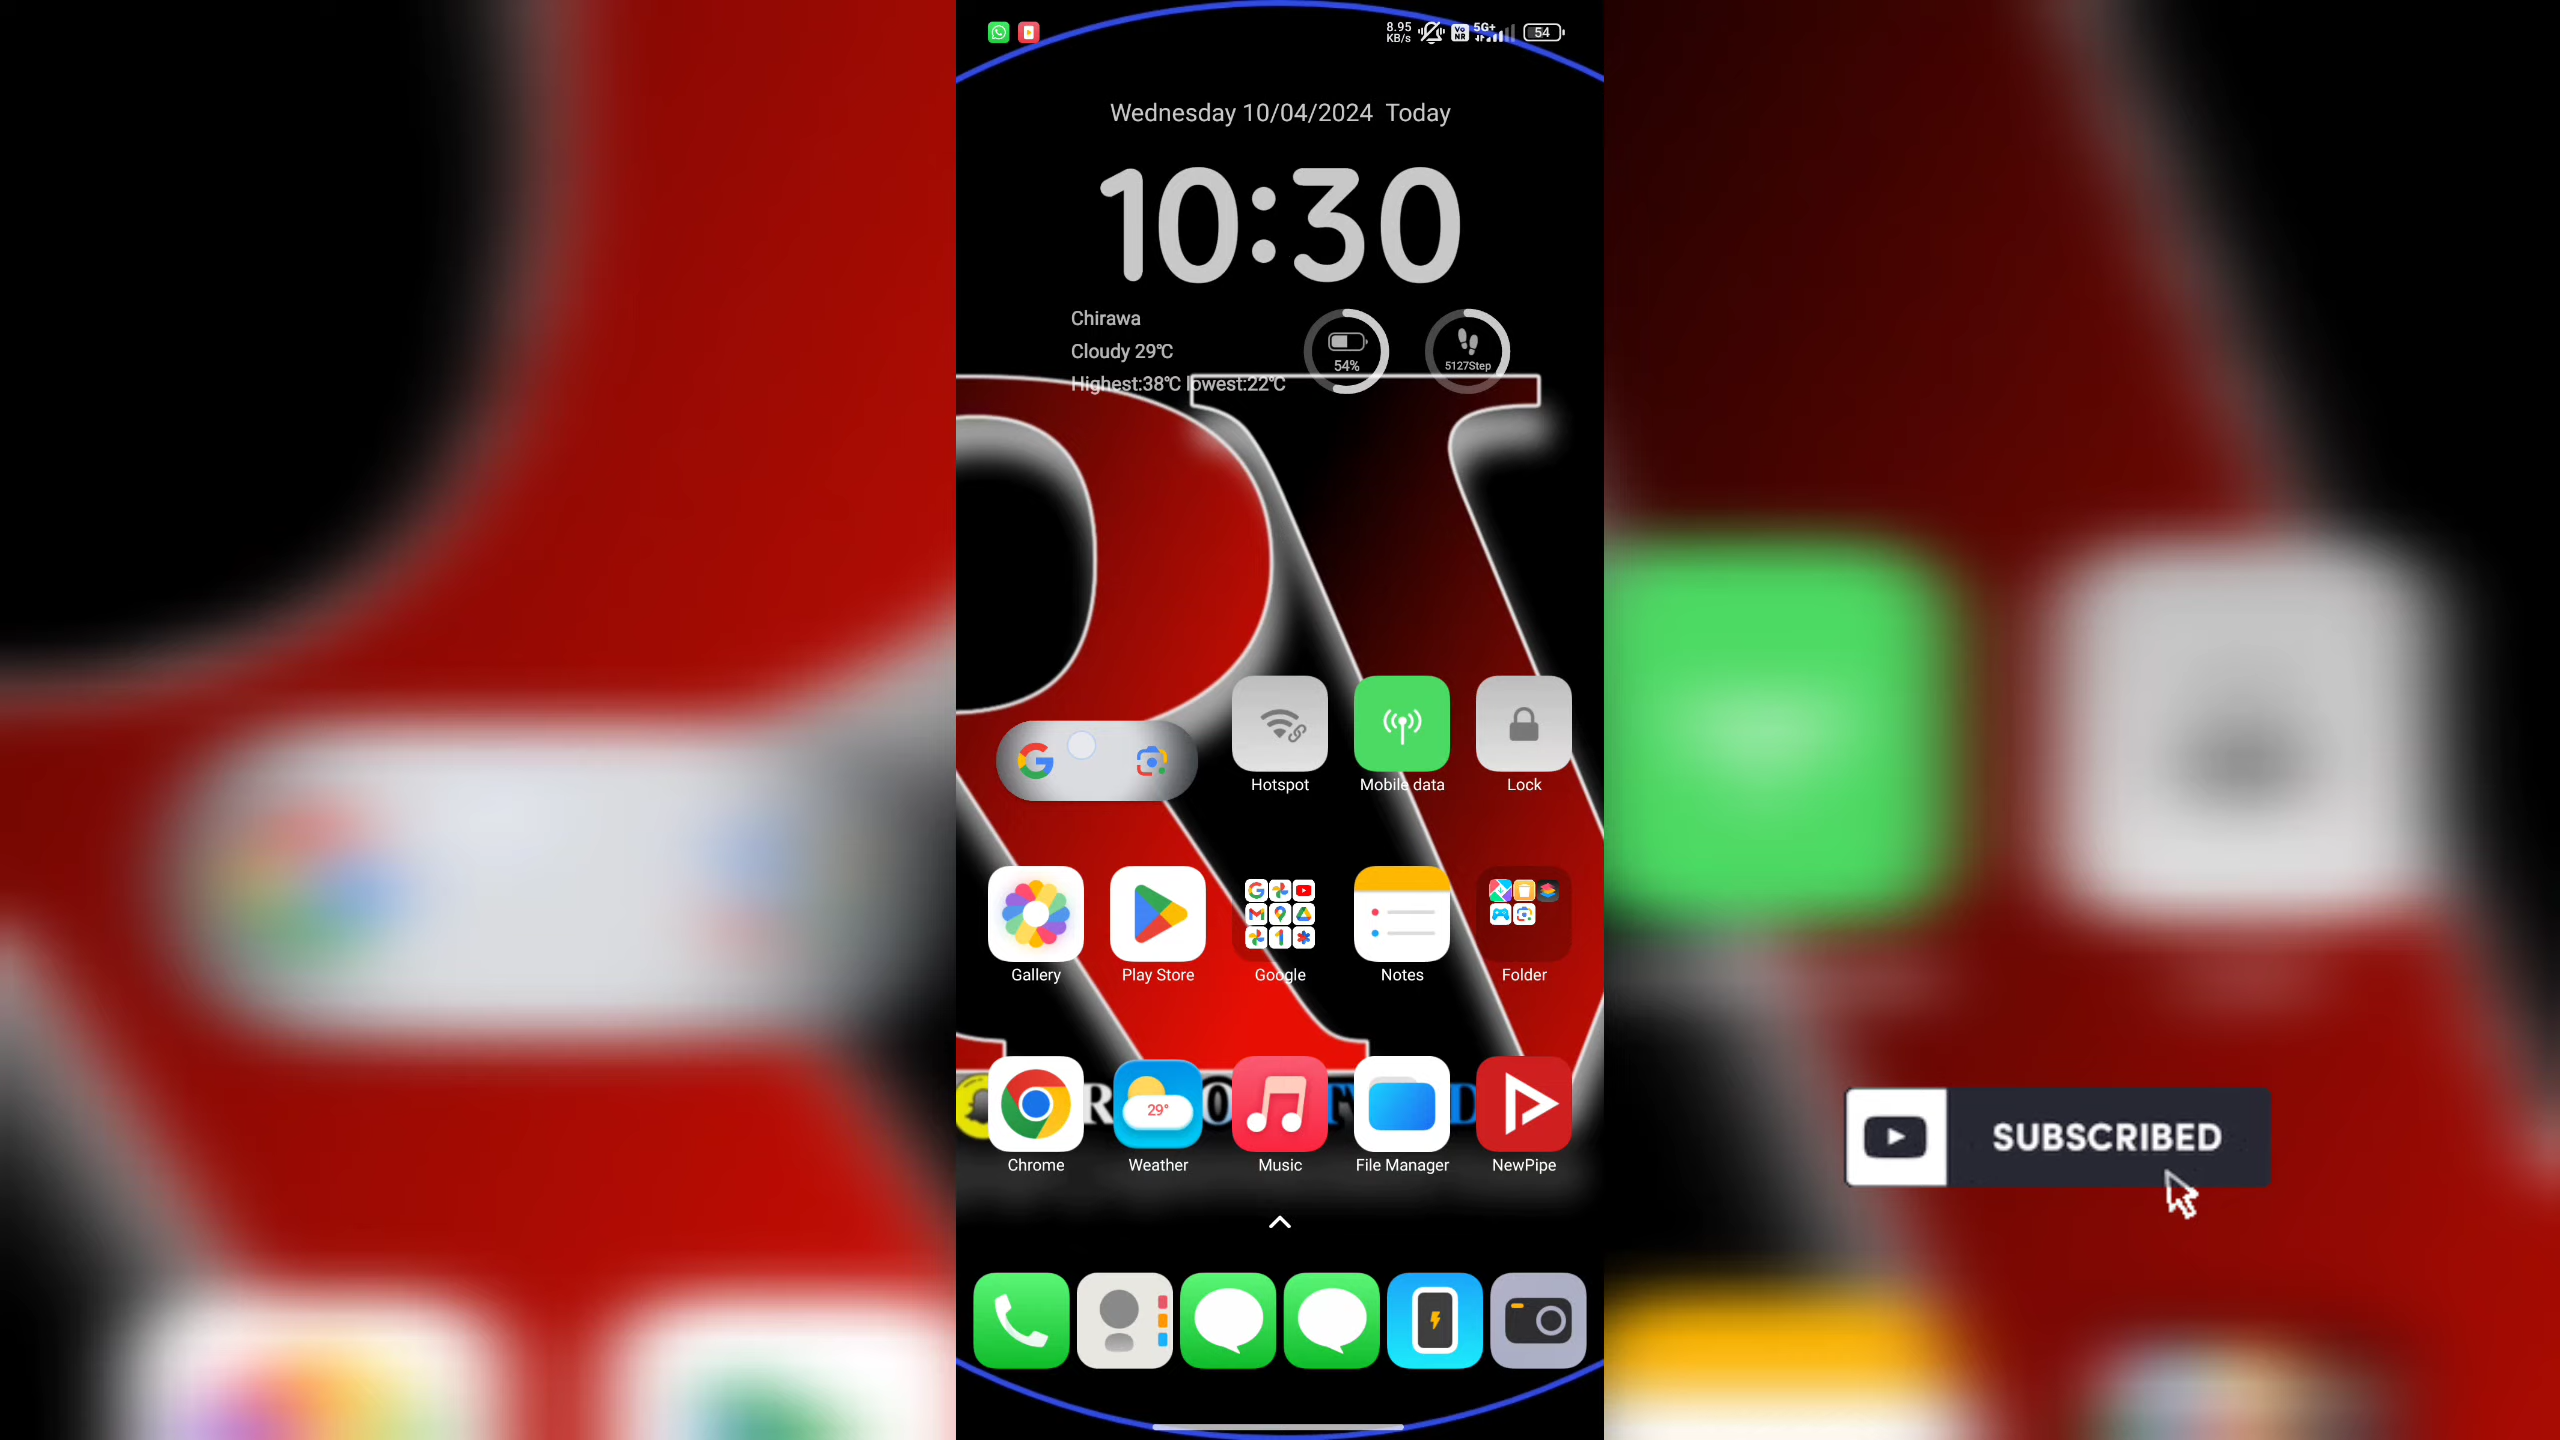 8.95
KB/s
Vo
NR
5G+
54
Wednesday 10/04/2024 Today
10:30
Chirawa
Cloudy 29℃
Highest:38℃ lowest:22℃
54%
5127Step
Hotspot
Mobile data
Lock
Gallery
Play Store
Google
Notes
Folder
29°
Chrome
Weather
Music
File Manager
NewPipe
SUBSCRIBED